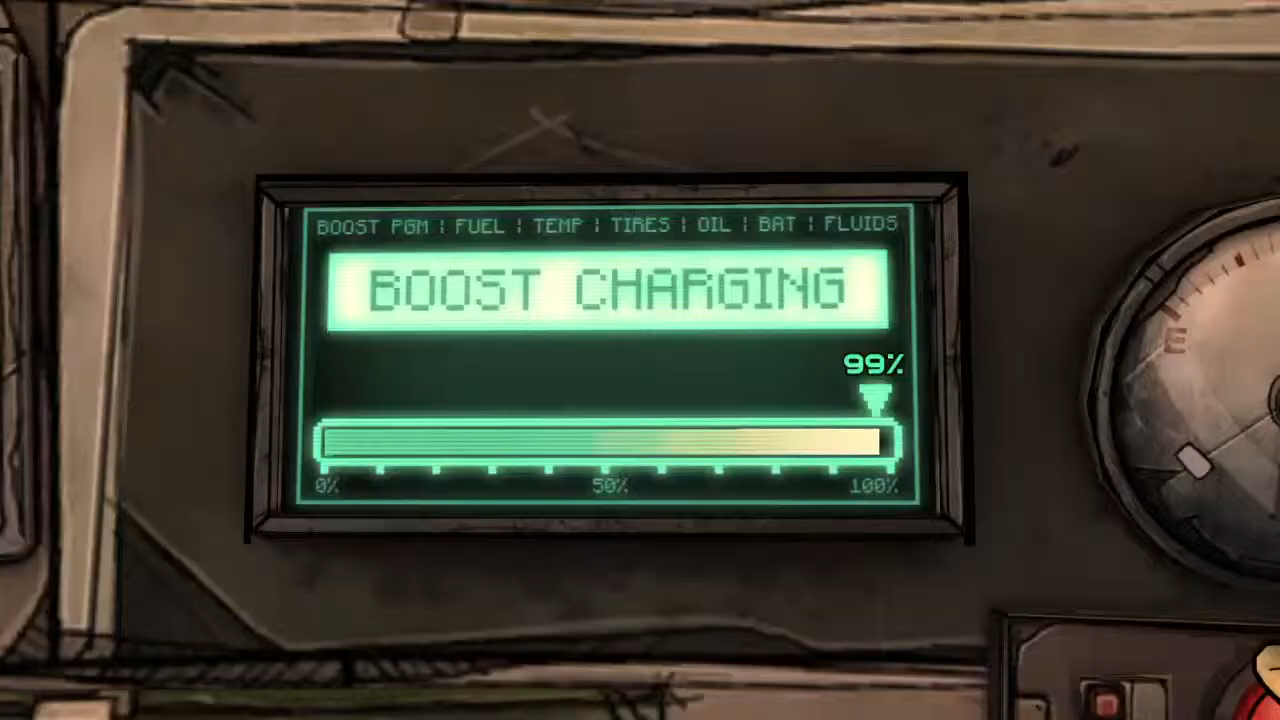 BOOST PGM ¦ FUEL ¦ TEMP ¦ TIRES ¦ OIL ¦ BAT ¦ FLUIDS
BOOST CHARGING
99%
0% 50% 100%
E